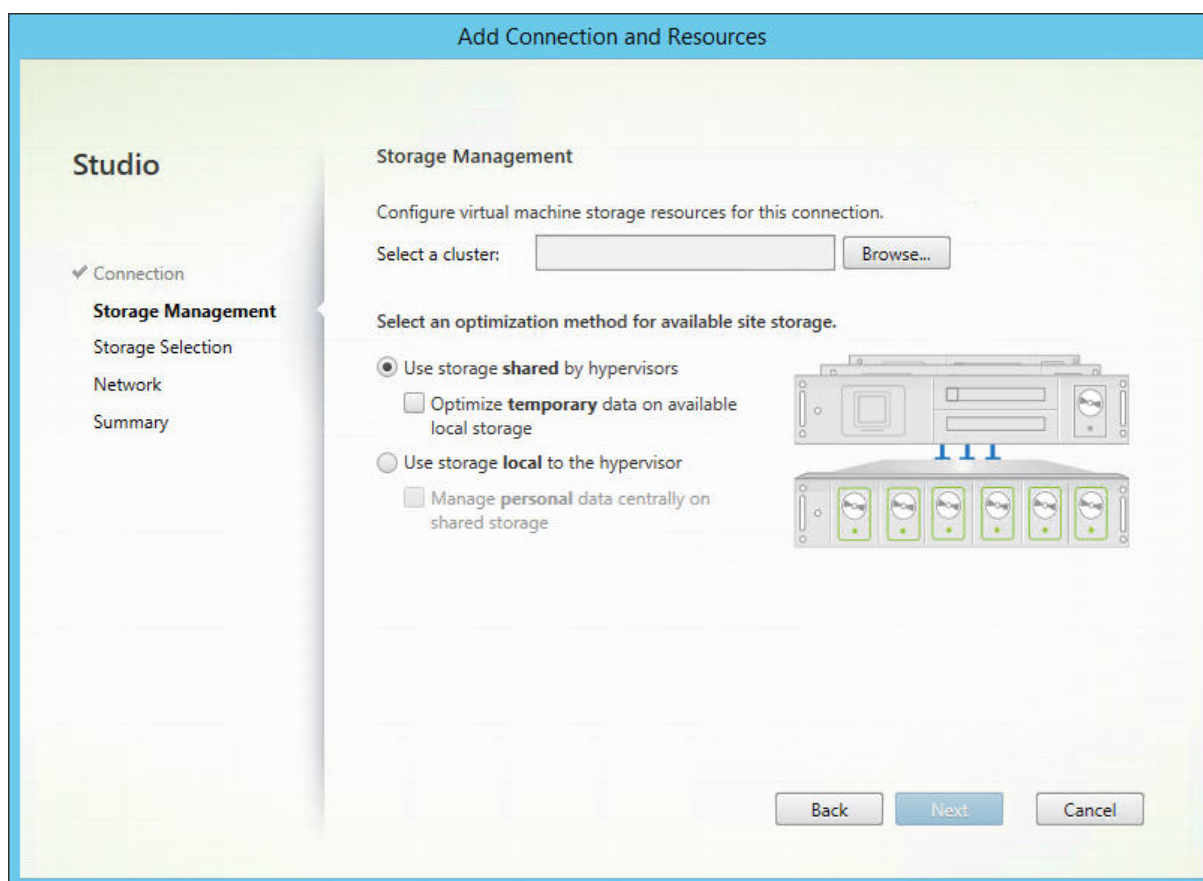 Add Connection and Resources
Studio
Connection
Storage Management
Storage Selection
Network
Summary
Storage Management
Configure virtual machine storage resources for this connection.
Select a cluster:
Browse...
Select an optimization method for available site storage.
Use storage shared by hypervisors
Optimize temporary data on available
local storage
Use storage local to the hypervisor
Manage personal data centrally on
shared storage
Back
Next
Cancel